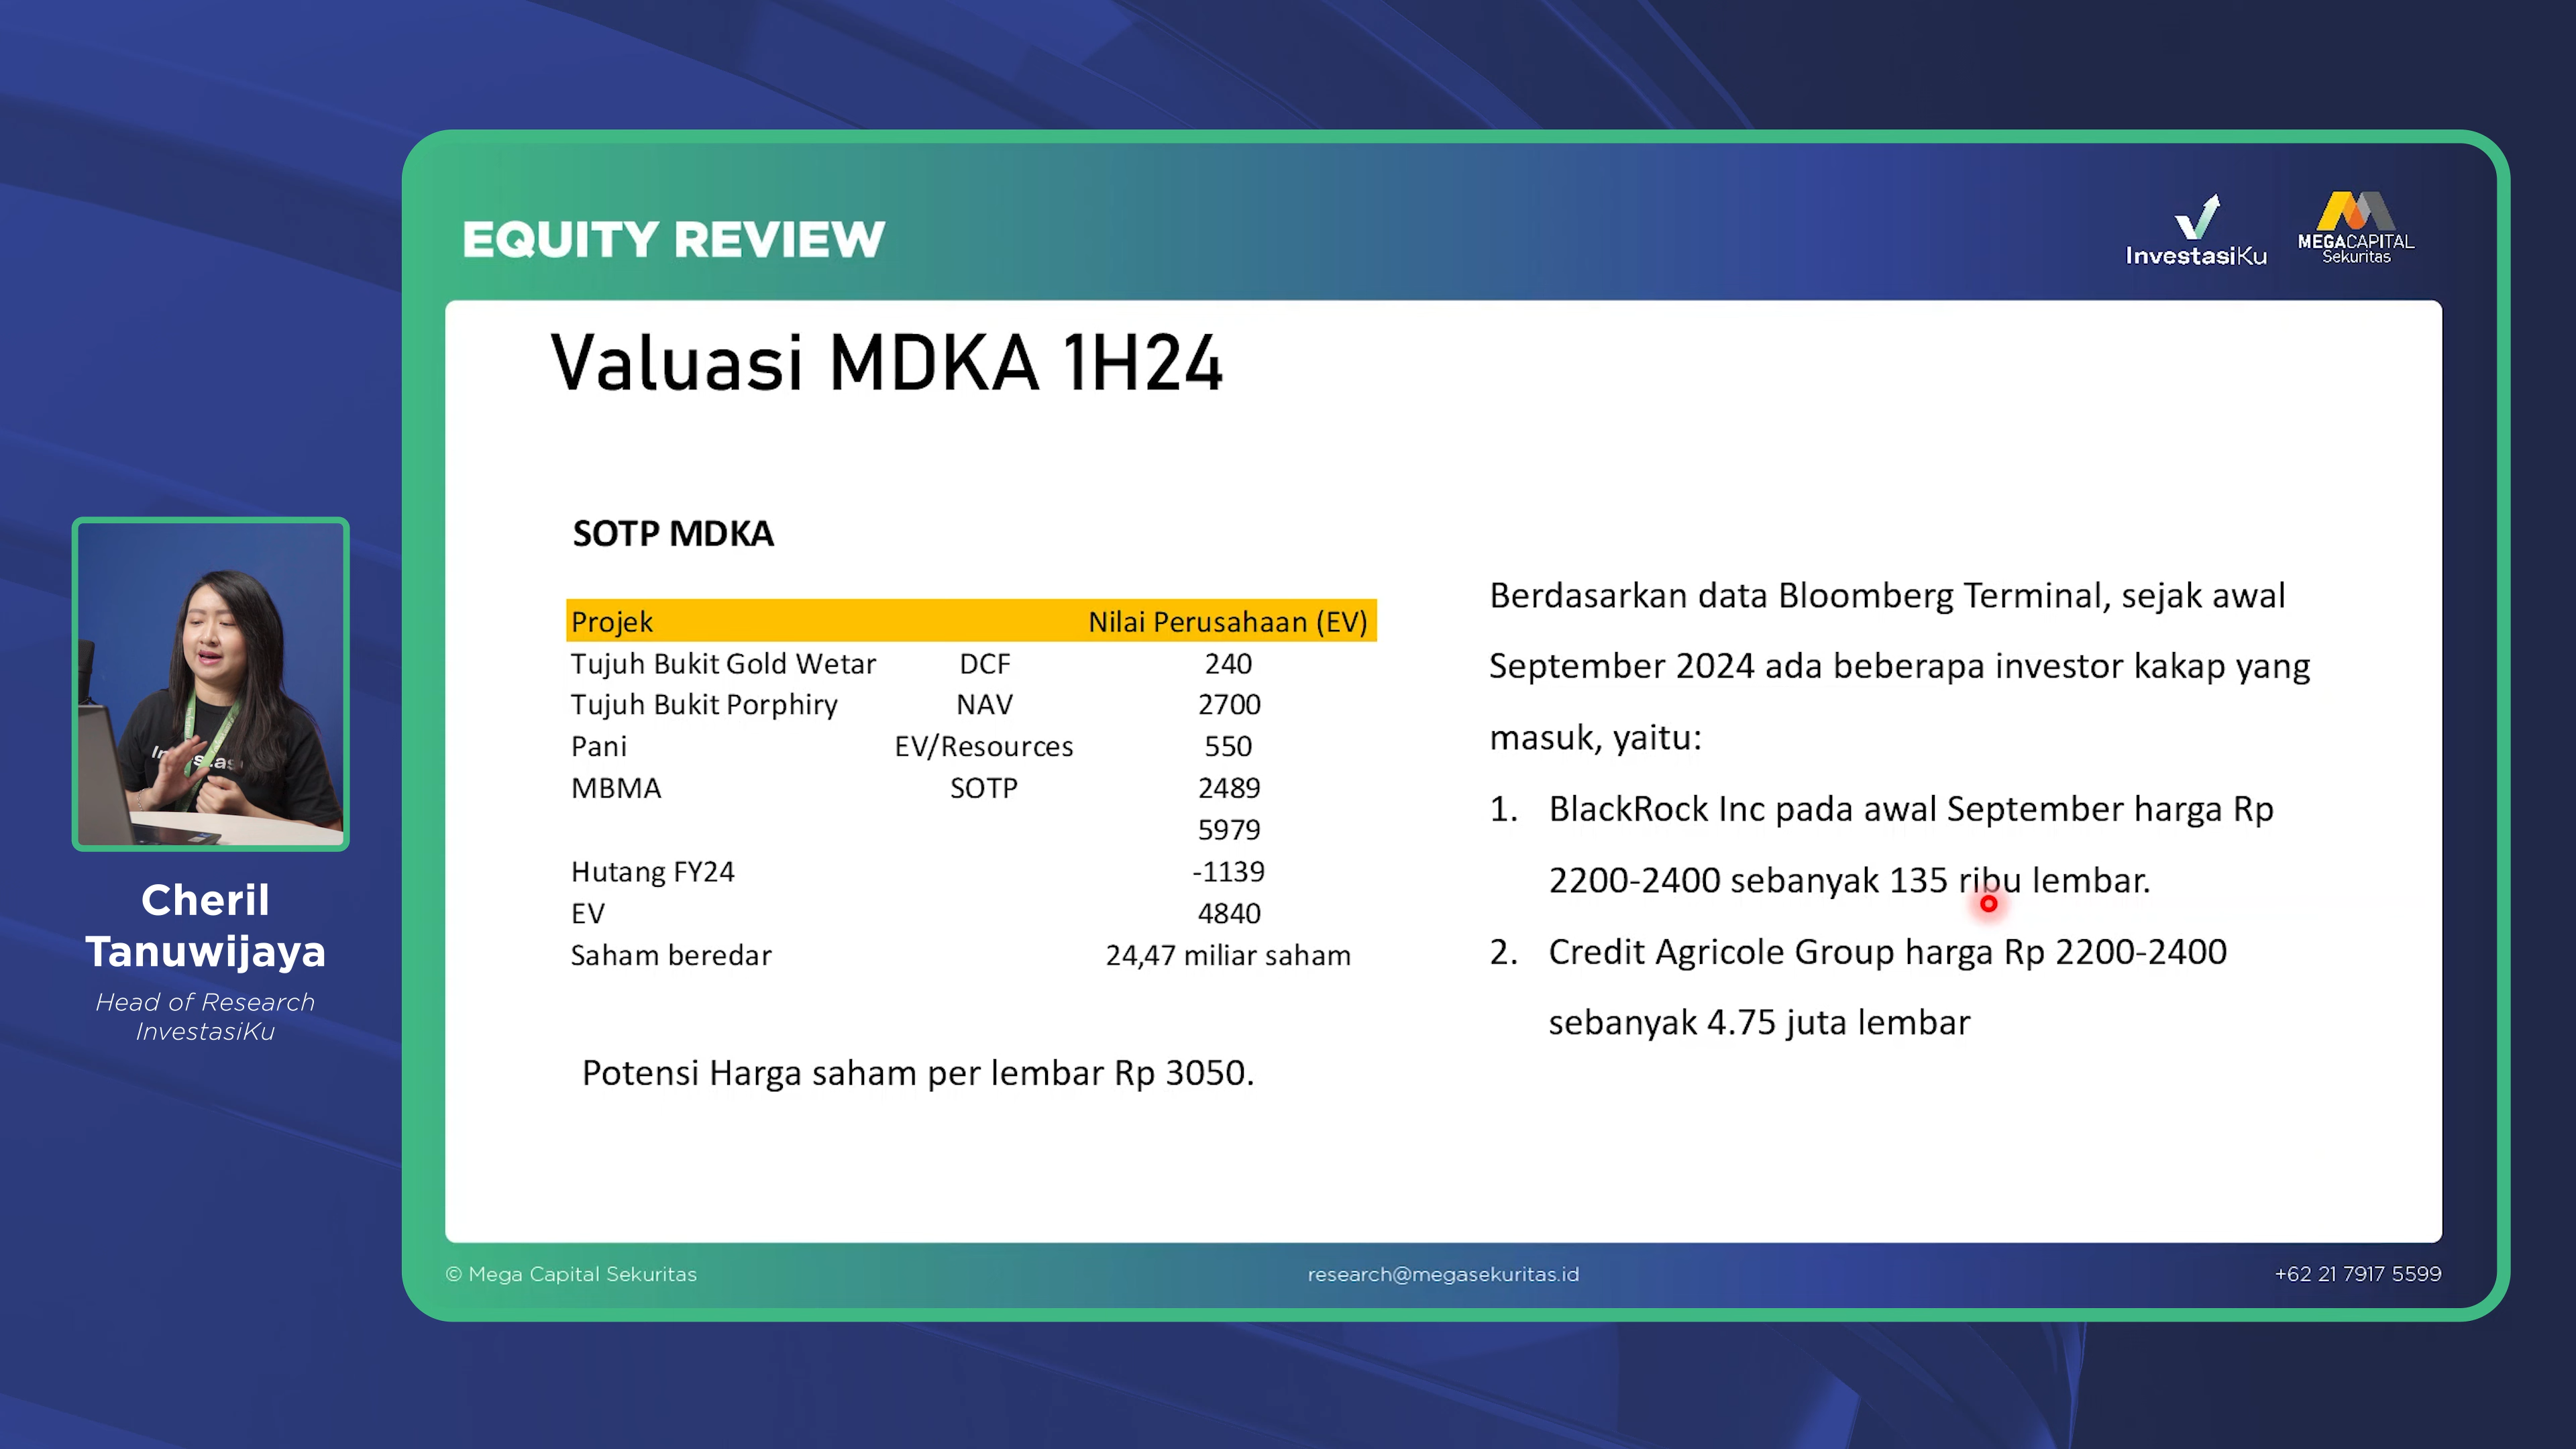 EQUITY REVIEW
InvestasiKu
MEGACAPITAL
Sekuritas
Valuasi MDKA 1H24
SOTP MDKA
Projek Nilai Perusahaan (EV)
Tujuh Bukit Gold Wetar DCF 240
Tujuh Bukit Porphiry NAV 2700
Pani EV/Resources 550
MBMA SOTP 2489
5979
Hutang FY24 -1139
EV 4840
Saham beredar 24,47 miliar saham
Potensi Harga saham per lembar Rp 3050.
Berdasarkan data Bloomberg Terminal, sejak awal
September 2024 ada beberapa investor kakap yang
masuk, yaitu:
1. BlackRock Inc pada awal September harga Rp
2200-2400 sebanyak 135 ribu lembar.
2. Credit Agricole Group harga Rp 2200-2400
sebanyak 4.75 juta lembar
Cheril
Tanuwijaya
Head of Research
InvestasiKu
© Mega Capital Sekuritas
research@megasekuritas.id
+62 21 7917 5599